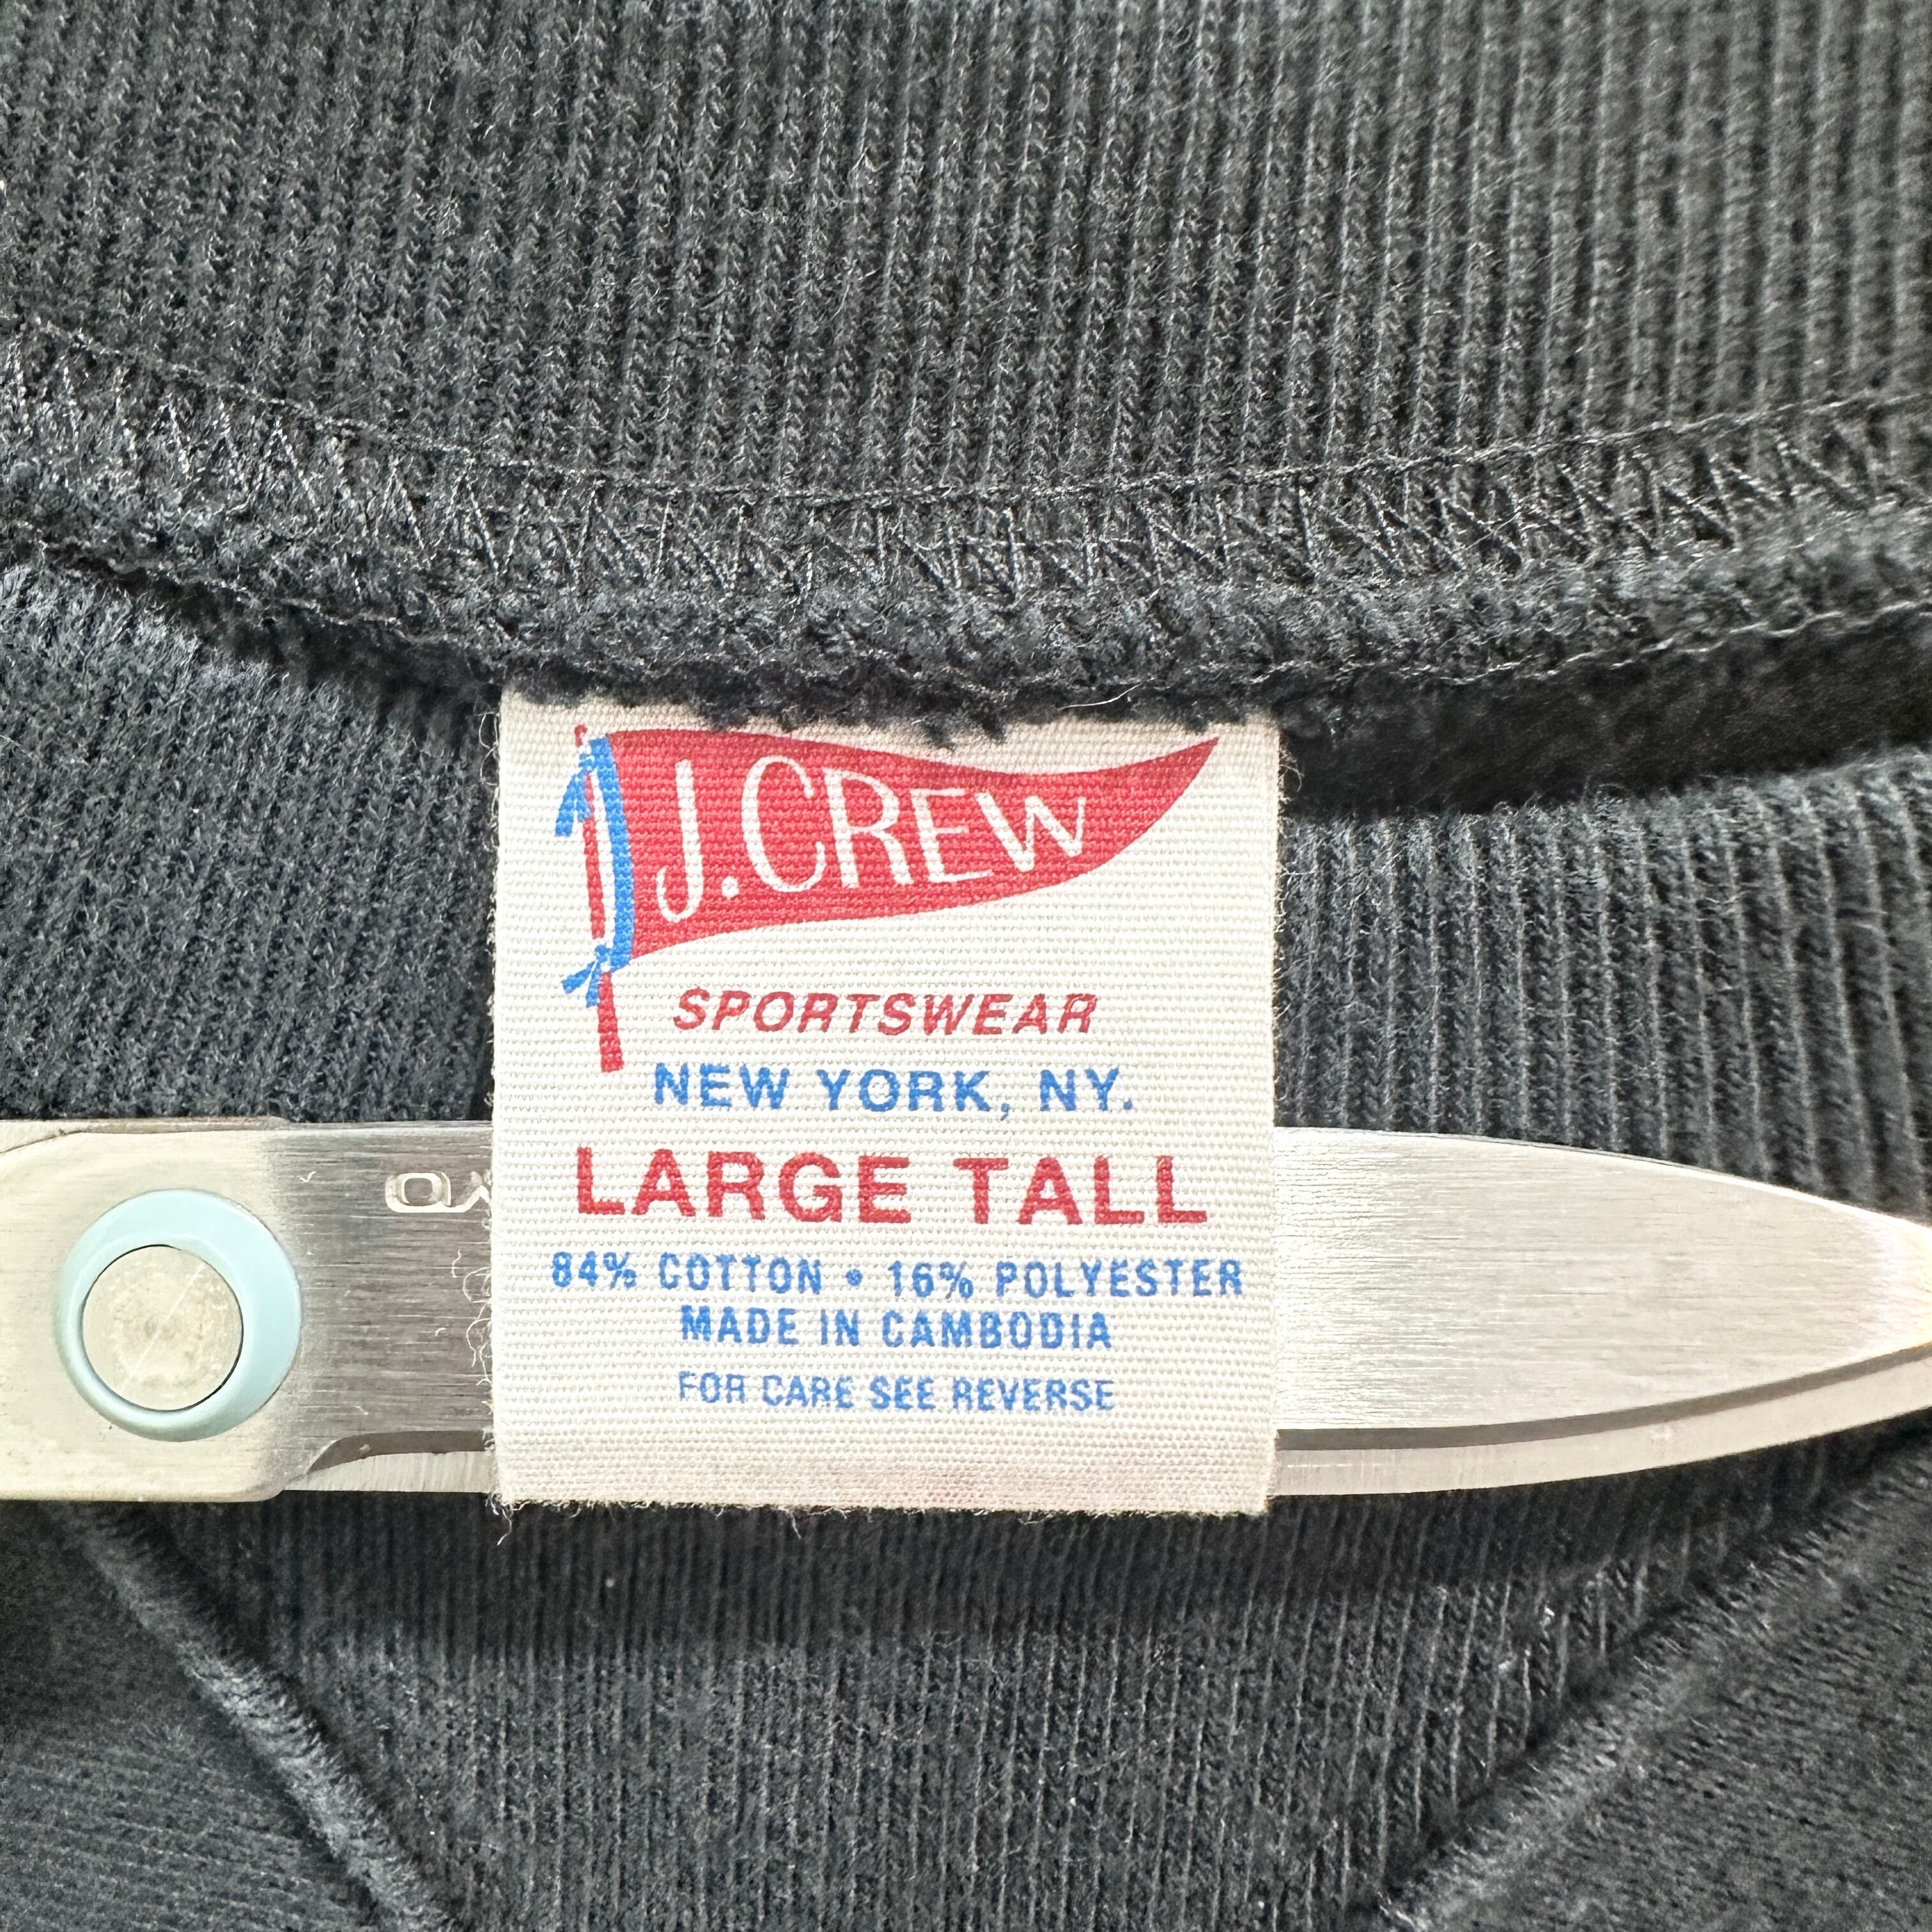 J.CREW
SPORTSWEAR
NEW YORK, NY.
LARGE TALL
84% COTTON • 16% POLYESTER
MADE IN CAMBODIA
FOR CARE SEE REVERSE